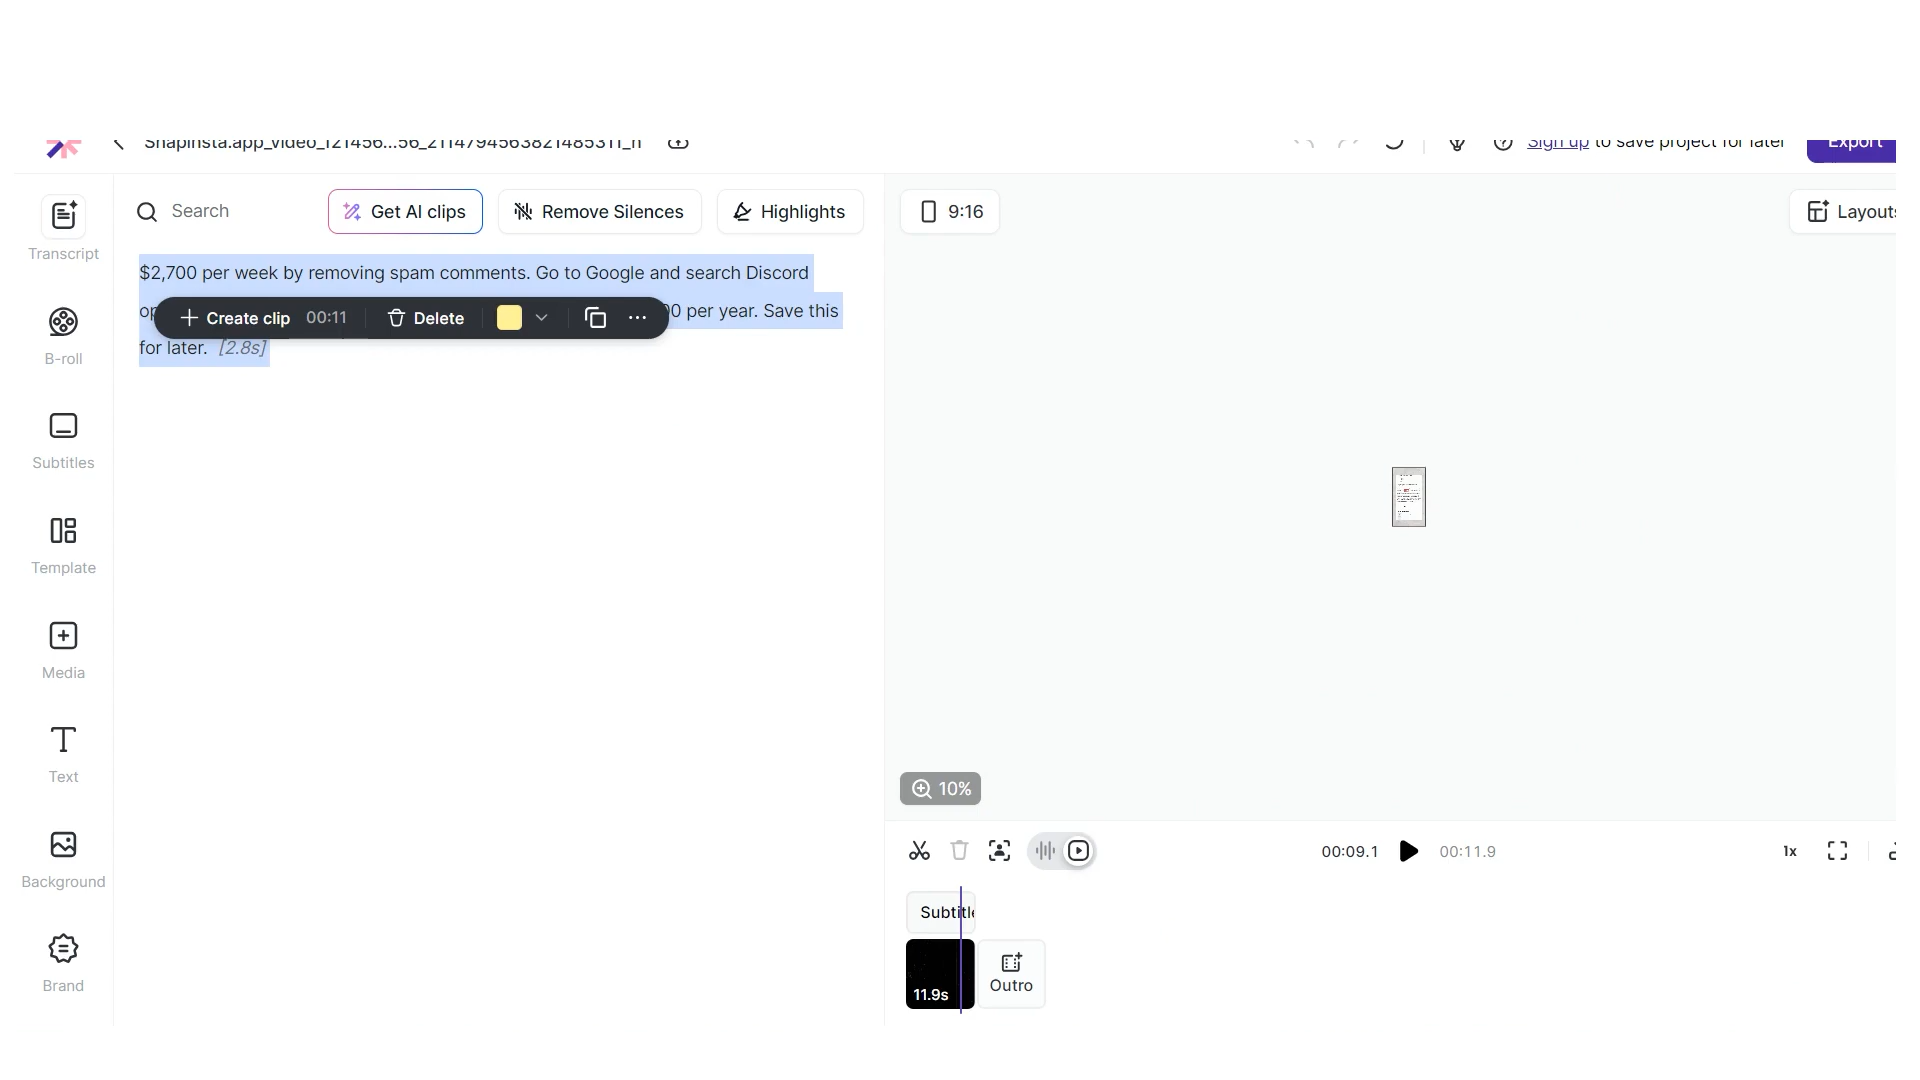 Snapinsta.app_video_121456...56_2114794563821485311_n
Sign up to save project for later
Export
Search
Get AI clips
Remove Silences
Highlights
9:16
Layouts
Transcript
$2,700 per week by removing spam comments. Go to Google and search Discord
00 per year. Save this
for later. [2.8s]
Create clip 00:11
Delete
B-roll
Subtitles
Template
Media
Text
Background
Brand
10%
00:09.1
00:11.9
1x
Subtitle
11.9s
Outro